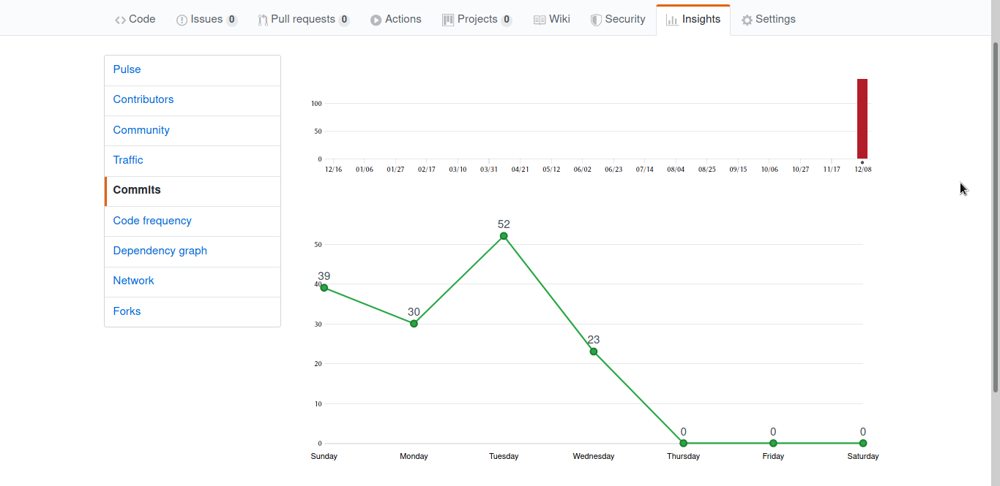 Code Issues 0 Pull requests 0 Actions Projects 0 Wiki Security Insights Settings
Pulse
Contributors
Community
Traffic
Commits
Code frequency
Dependency graph
Network
Forks
100
50
0
12/16 01/06 01/27 02/17 03/10 03/31 04/21 05/12 06/02 06/23 07/14 08/04 08/25 09/15 10/06 10/27 11/17 12/08
52
50
39
40
30
30
23
20
10
0 0 0
0
Sunday Monday Tuesday Wednesday Thursday Friday Saturday